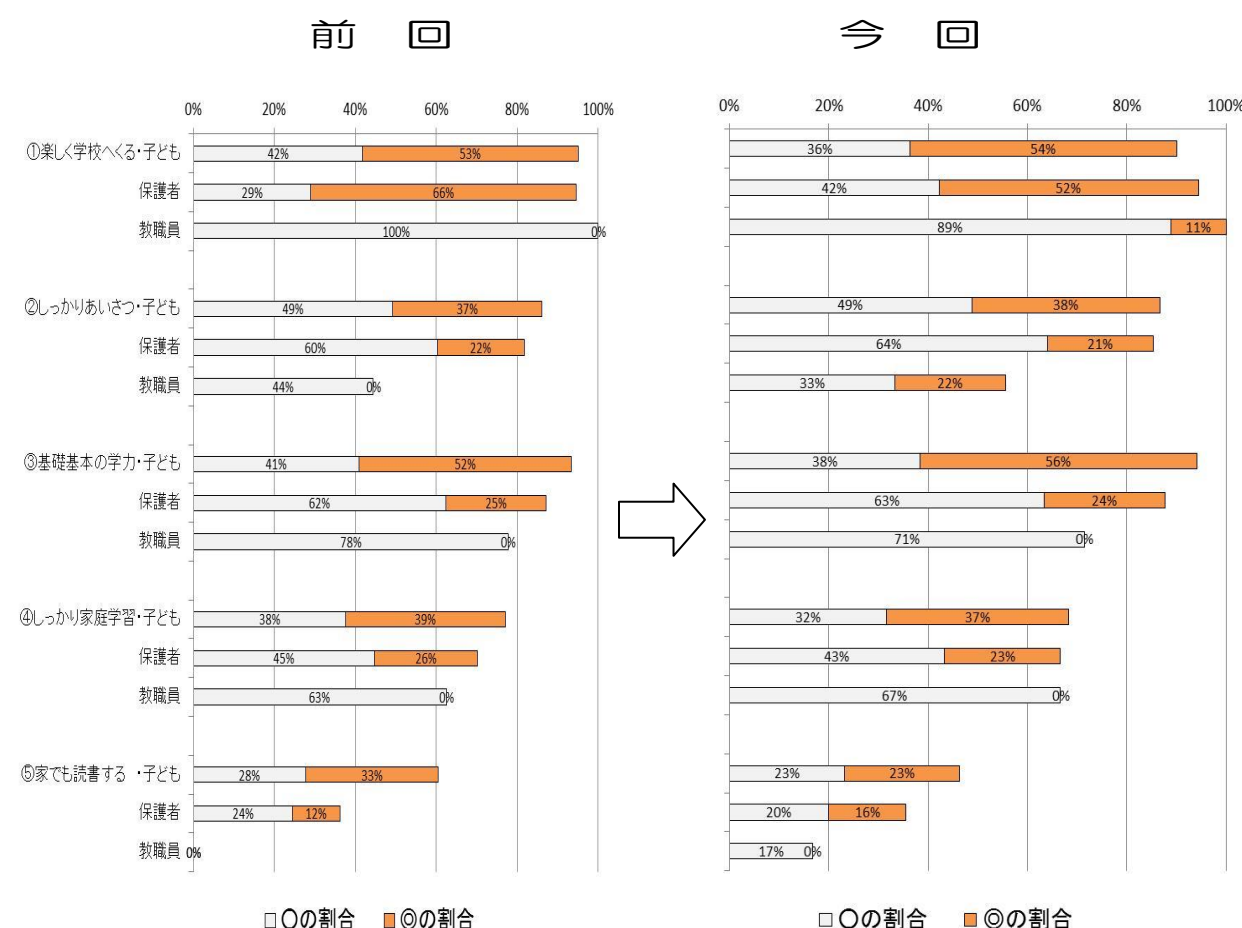 前 回
0% 20% 40% 60% 80% 100%
①楽しく学校へくる・子ども 42% 53%
保護者 29% 66%
教職員 100% 0%
②しっかりあいさつ・子ども 49% 37%
保護者 60% 22%
教職員 44% 0%
③基礎基本の学力・子ども 41% 52%
保護者 62% 25%
教職員 78% 0%
④しっかり家庭学習・子ども 38% 39%
保護者 45% 26%
教職員 63% 0%
⑤家でも読書する ・子ども 28% 33%
保護者 24% 12%
教職員 0%
〇の割合 ◎の割合
今 回
0% 20% 40% 60% 80% 100%
36% 54%
42% 52%
89% 11%
49% 38%
64% 21%
33% 22%
38% 56%
63% 24%
71% 0%
32% 37%
43% 23%
67% 0%
23% 23%
20% 16%
17% 0%
〇の割合 ◎の割合